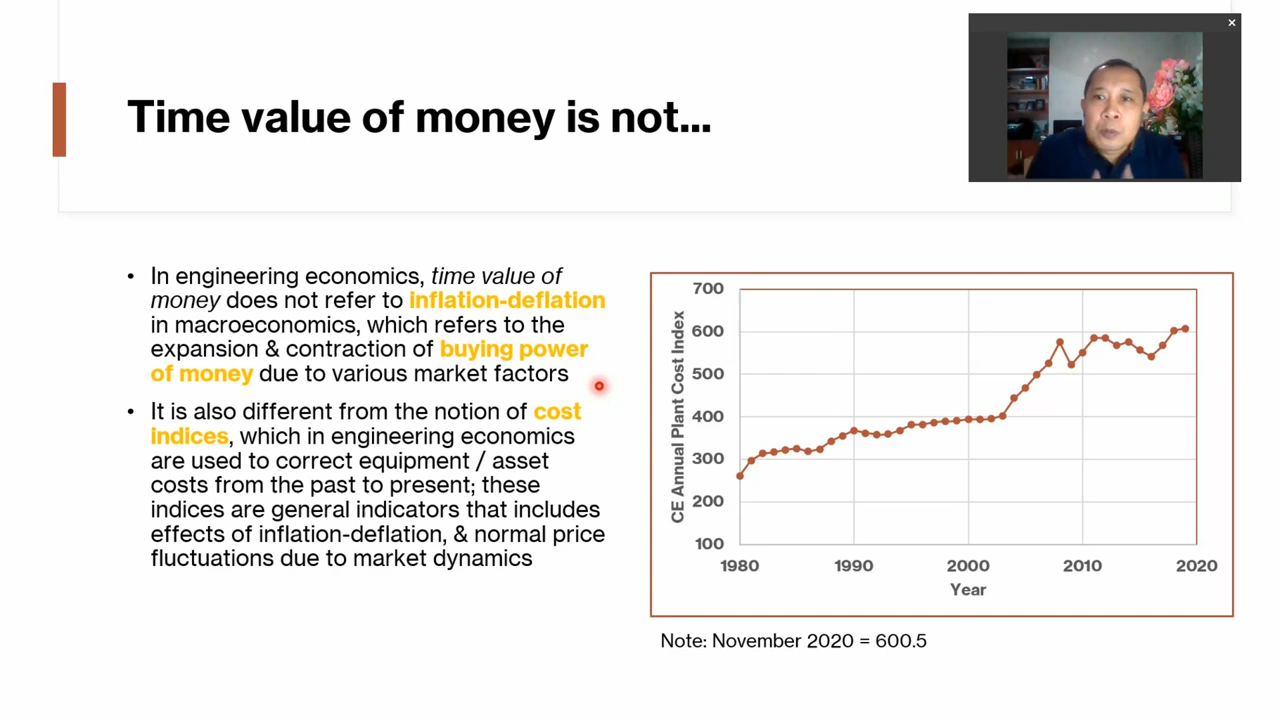 Time value of money is not...
• In engineering economics, time value of
money does not refer to inflation-deflation
in macroeconomics, which refers to the
expansion & contraction of buying power
of money due to various market factors
• It is also different from the notion of cost
indices, which in engineering economics
are used to correct equipment / asset
costs from the past to present; these
indices are general indicators that includes
effects of inflation-deflation, & normal price
fluctuations due to market dynamics
CE Annual Plant Cost Index
700
600
500
400
300
200
100
1980
1990
2000
2010
2020
Year
Note: November 2020 = 600.5